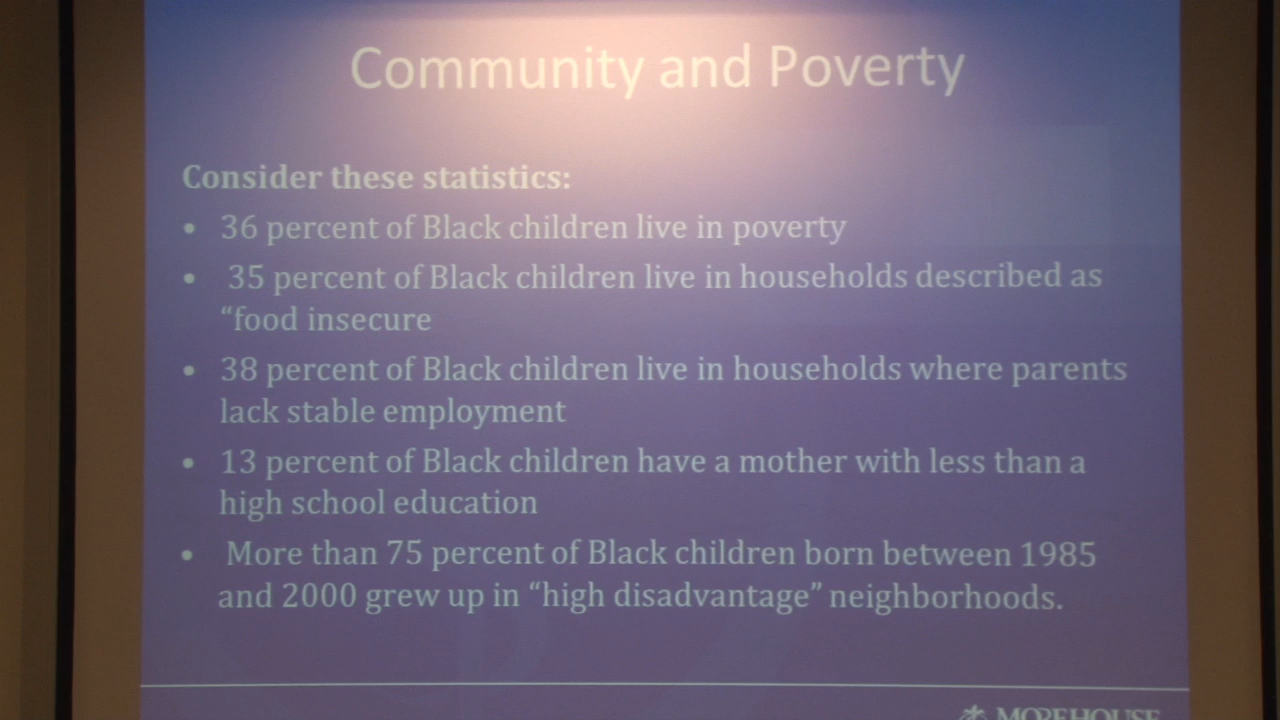 Community and Poverty
Consider these statistics:
• 36 percent of Black children live in poverty
• 35 percent of Black children live in households described as
“food insecure
• 38 percent of Black children live in households where parents
lack stable employment
• 13 percent of Black children have a mother with less than a
high school education
• More than 75 percent of Black children born between 1985
and 2000 grew up in “high disadvantage” neighborhoods.
MOREHOUSE